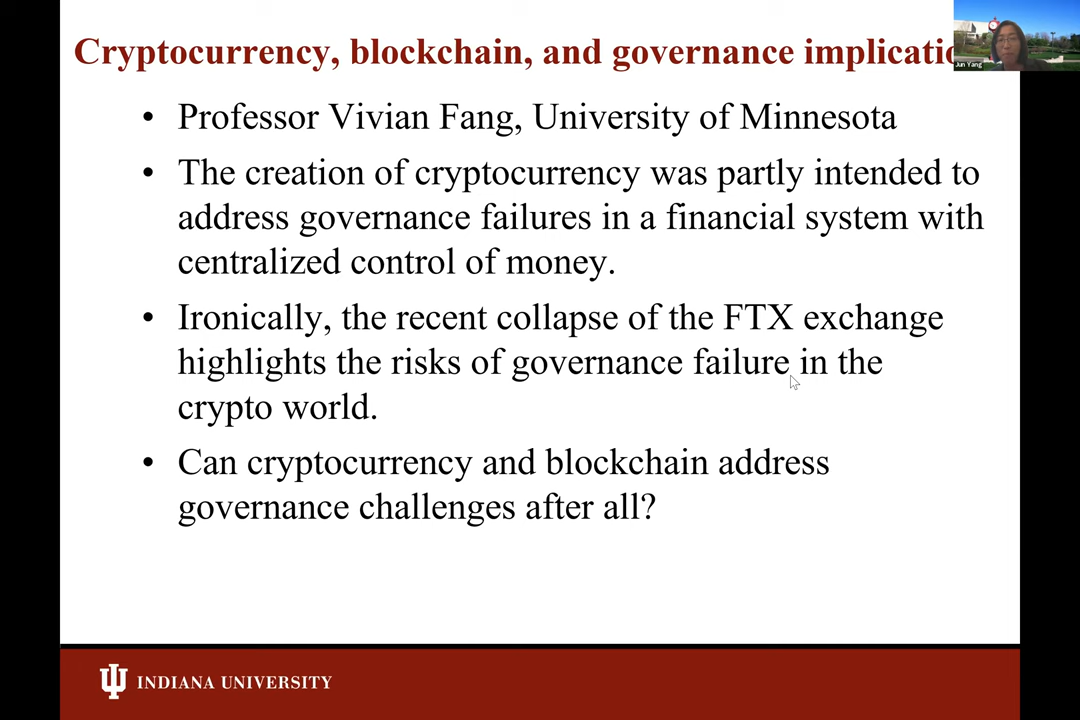 Cryptocurrency, blockchain, and governance implicatio
Jun Yang
• Professor Vivian Fang, University of Minnesota
• The creation of cryptocurrency was partly intended to
address governance failures in a financial system with
centralized control of money.
• Ironically, the recent collapse of the FTX exchange
highlights the risks of governance failure in the
crypto world.
• Can cryptocurrency and blockchain address
governance challenges after all?
INDIANA UNIVERSITY